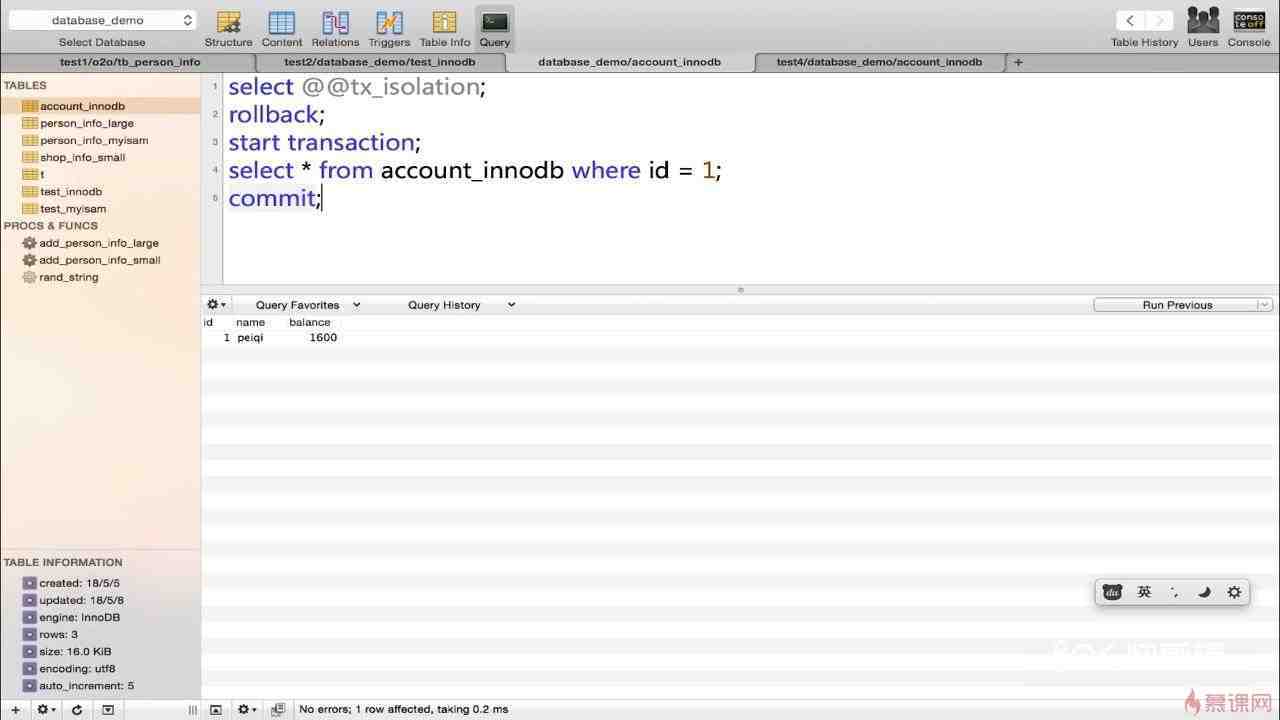 database_demo
Select Database
Structure
Content
Relations
Triggers
Table Info
Query
Table History
Users
conso
le off
Console
test1/o2o/tb_person_info
test2/database_demo/test_innodb
database_demo/account_innodb
test4/database_demo/account_innodb
+
TABLES
account_innodb
person_info_large
person_info_myisam
shop_info_small
t
test_innodb
test_myisam
PROCS & FUNCS
add_person_info_large
add_person_info_small
rand_string
1 select @@tx_isolation;
2 rollback;
3 start transaction;
4 select * from account_innodb where id = 1;
5 commit;
Query Favorites
Query History
Run Previous
id name balance
1 peiqi 1600
TABLE INFORMATION
created: 18/5/5
updated: 18/5/8
engine: InnoDB
rows: 3
size: 16.0 KiB
encoding: utf8
auto_increment: 5
du 英
No errors; 1 row affected, taking 0.2 ms
慕课网